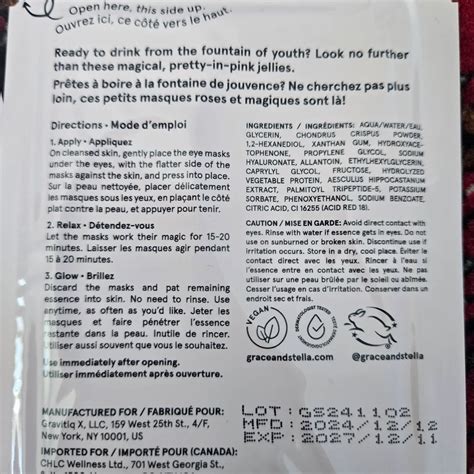 Open here, this side up.
Ouvrez ici, ce côté vers le haut.
Ready to drink from the fountain of youth? Look no further
than these magical, pretty-in-pink jellies.
Prêtes à boire à la fontaine de jouvence? Ne cherchez pas plus
loin, ces petits masques roses et magiques sont là!
Directions • Mode d'emploi
1. Apply • Appliquez
On cleansed skin, gently place the eye masks
under the eyes, with the flatter side of the
masks against the skin, and press into place.
Sur la peau nettoyée, placer délicatement
les masques sous les yeux, en plaçant le côté
plat contre la peau, et appuyer pour tenir.
2. Relax • Détendez-vous
Let the masks work their magic for 15-20
minutes. Laisser les masques agir pendant
15 à 20 minutes.
3. Glow • Brillez
Discard the masks and pat remaining
essence into skin. No need to rinse. Use
anytime, as often as you'd like. Jeter les
masques et faire pénétrer l'essence
restante dans la peau. Inutile de rincer.
Utiliser aussi souvent que vous le souhaitez.
Use immediately after opening.
Utiliser immédiatement après ouverture.
INGREDIENTS / INGRÉDIENTS: AQUA/WATER/EAU,
GLYCERIN, CHONDRUS CRISPUS POWDER,
1,2-HEXANEDIOL, XANTHAN GUM, HYDROXYACE-
TOPHENONE, PROPYLENE GLYCOL, SODIUM
HYALURONATE, ALLANTOIN, ETHYLHEXYLGLYCERIN,
CAPRYLYL GLYCOL, FRUCTOSE, HYDROLYZED
VEGETABLE PROTEIN, AESCULUS HIPPOCASTANUM
EXTRACT, PALMITOYL TRIPEPTIDE-5, POTASSIUM
SORBATE, PHENOXYETHANOL, SODIUM BENZOATE,
CITRIC ACID, CI 16255 (ACID RED 18).
CAUTION / MISE EN GARDE: Avoid direct contact with
eyes. Rinse with water if essence gets in eyes. Do not
use on sunburned or broken skin. Discontinue use if
irritation occurs. Store in a dry, cool place. Éviter le
contact direct avec les yeux. Rincer à l'eau si
l'essence entre en contact avec les yeux. Ne pas
utiliser sur une peau brûlée par le soleil ou abîmée.
Cesser l'usage en cas d'irritation. Conserver dans un
endroit sec et frais.
VEGAN
DERMATOLOGIST TESTED
graceandstella.com
@graceandstella
MANUFACTURED FOR / FABRIQUÉ POUR:
Gravitiq X, LLC, 159 West 25th St., 4/F,
New York, NY 10001, US
IMPORTED FOR / IMPORTÉ POUR (CANADA):
CHLC Wellness Ltd., 701 West Georgia St.,
LOT: GS241102
MFD: 2024/12/12
EXP: 2027/12/11